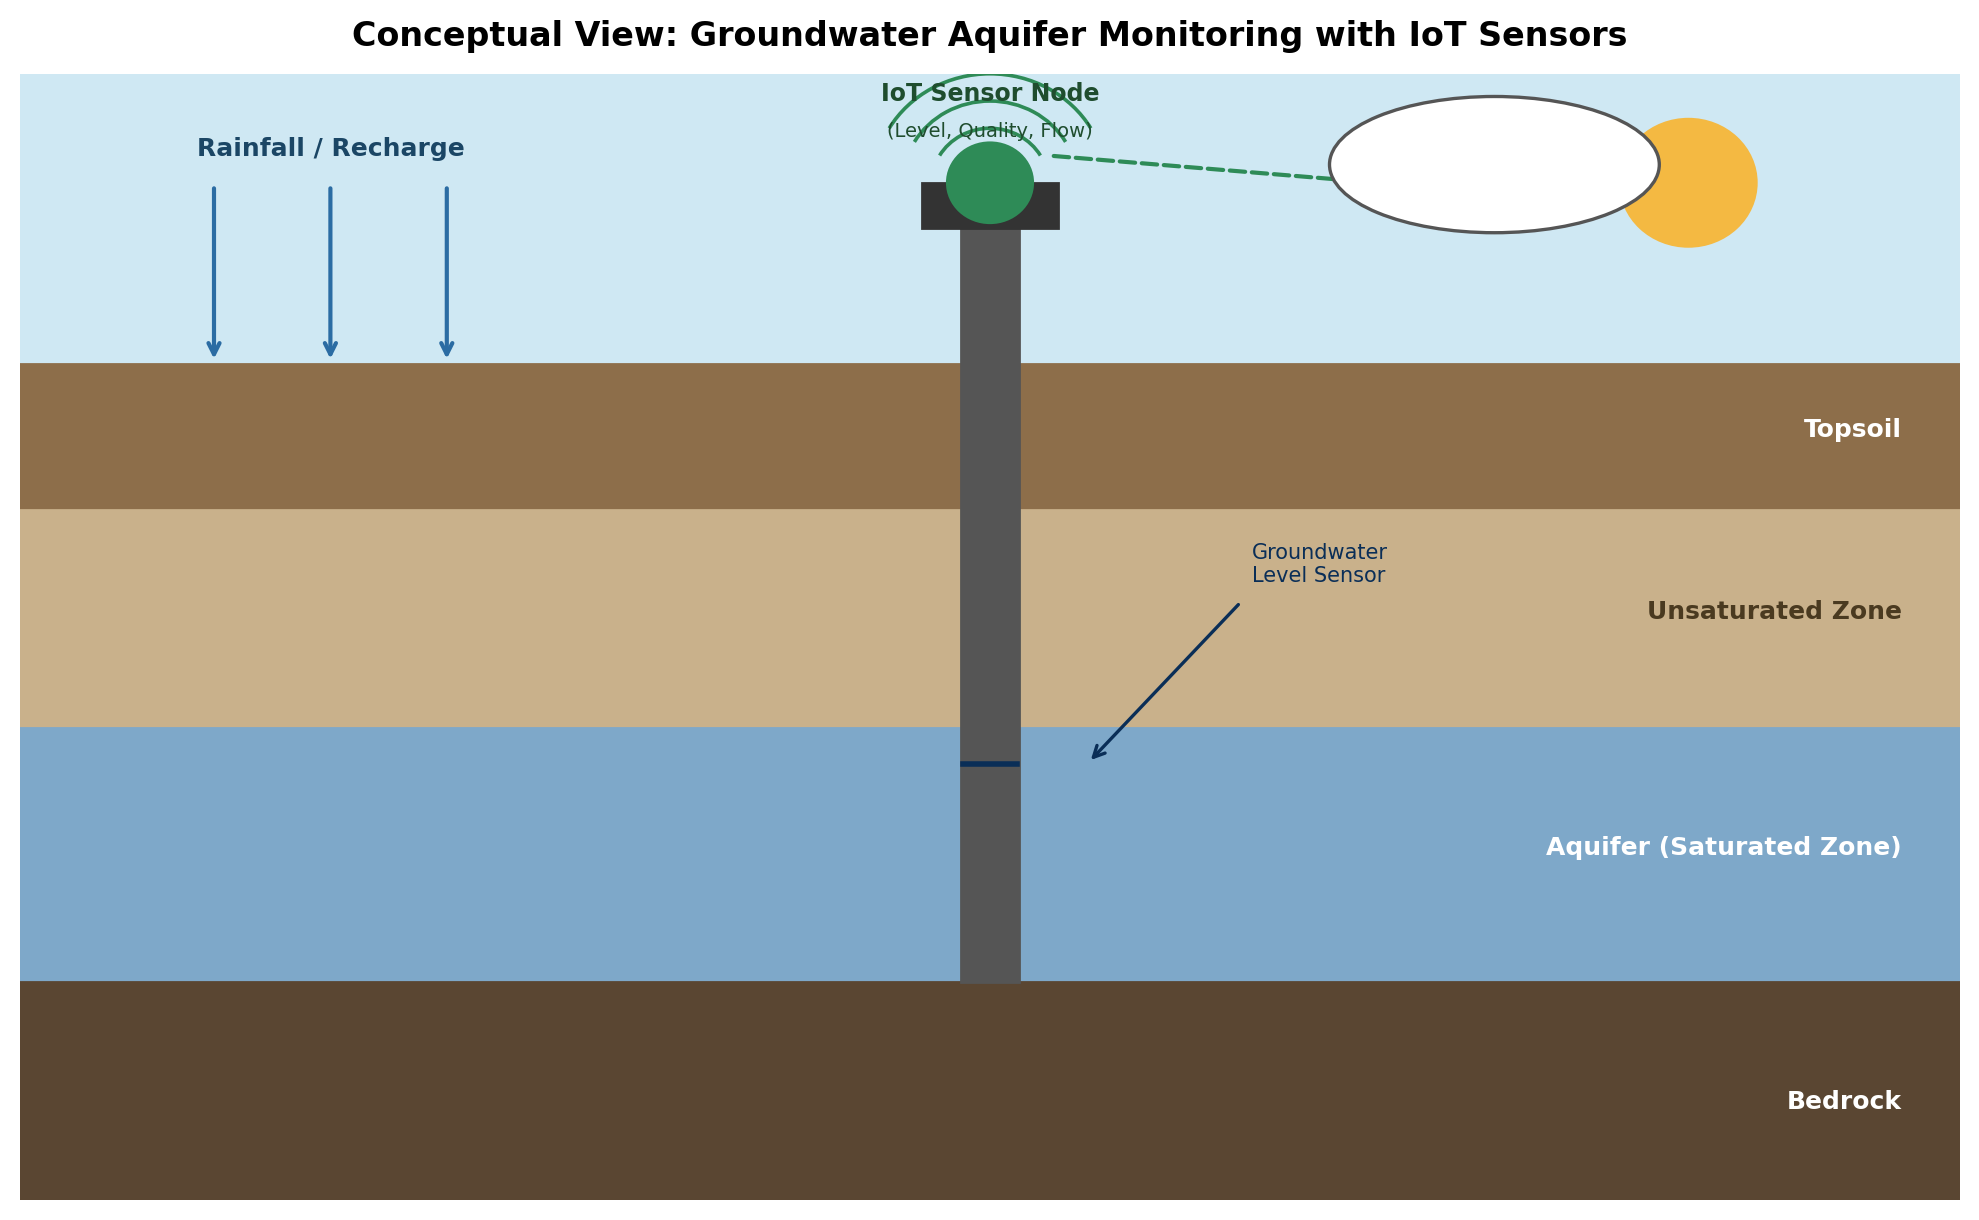 Conceptual View: Groundwater Aquifer Monitoring with IoT Sensors
IoT Sensor Node
(Level, Quality, Flow)
Rainfall / Recharge
Topsoil
Groundwater
Level Sensor
Unsaturated Zone
Aquifer (Saturated Zone)
Bedrock